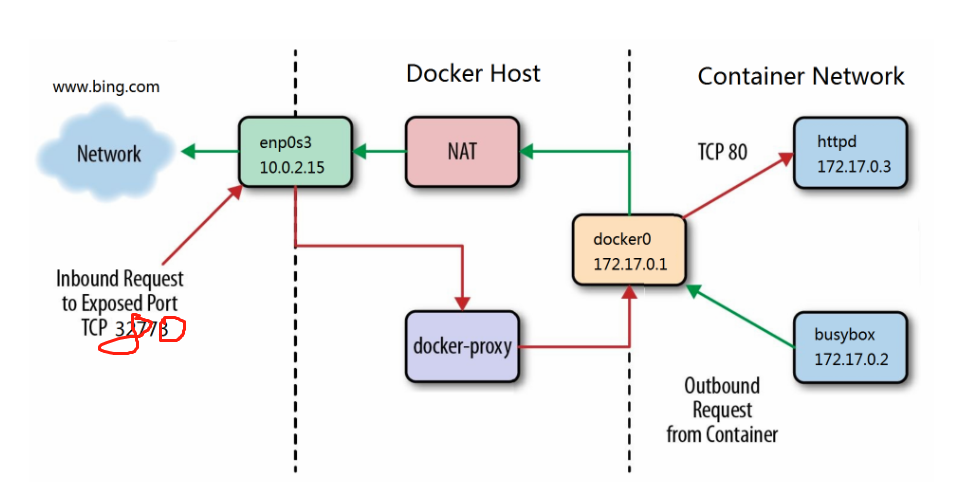 www.bing.com
Network
Inbound Request
to Exposed Port
TCP 32773
enp0s3
10.0.2.15
Docker Host
NAT
docker-proxy
Container Network
TCP 80
httpd
172.17.0.3
docker0
172.17.0.1
busybox
172.17.0.2
Outbound
Request
from Container